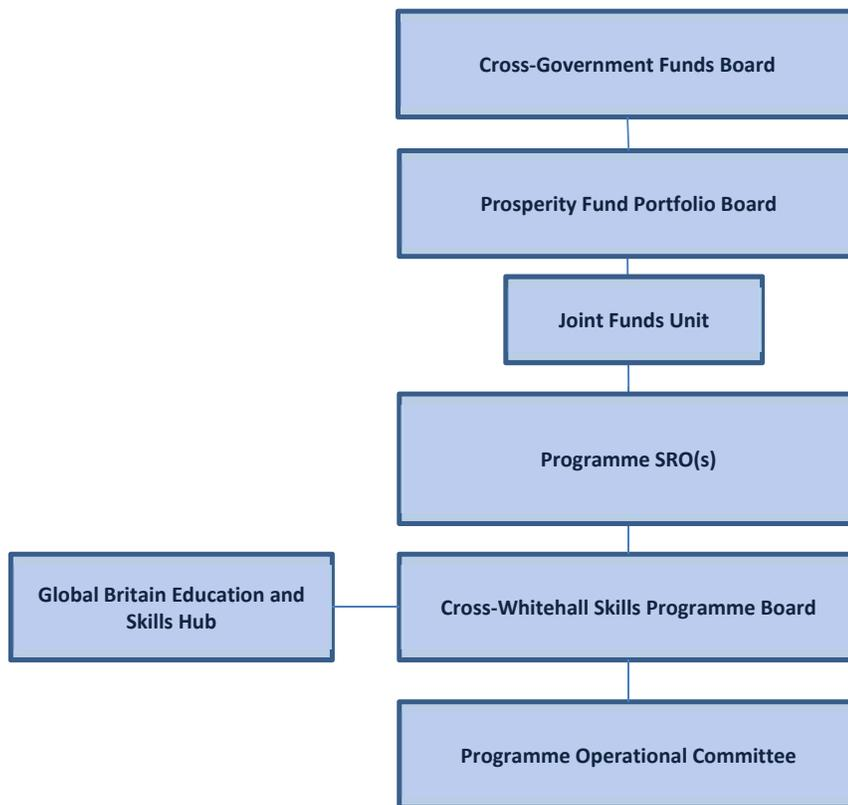 Cross-Government Funds Board
Prosperity Fund Portfolio Board
Joint Funds Unit
Programme SRO(s)
Global Britain Education and
Skills Hub
Cross-Whitehall Skills Programme Board
Programme Operational Committee